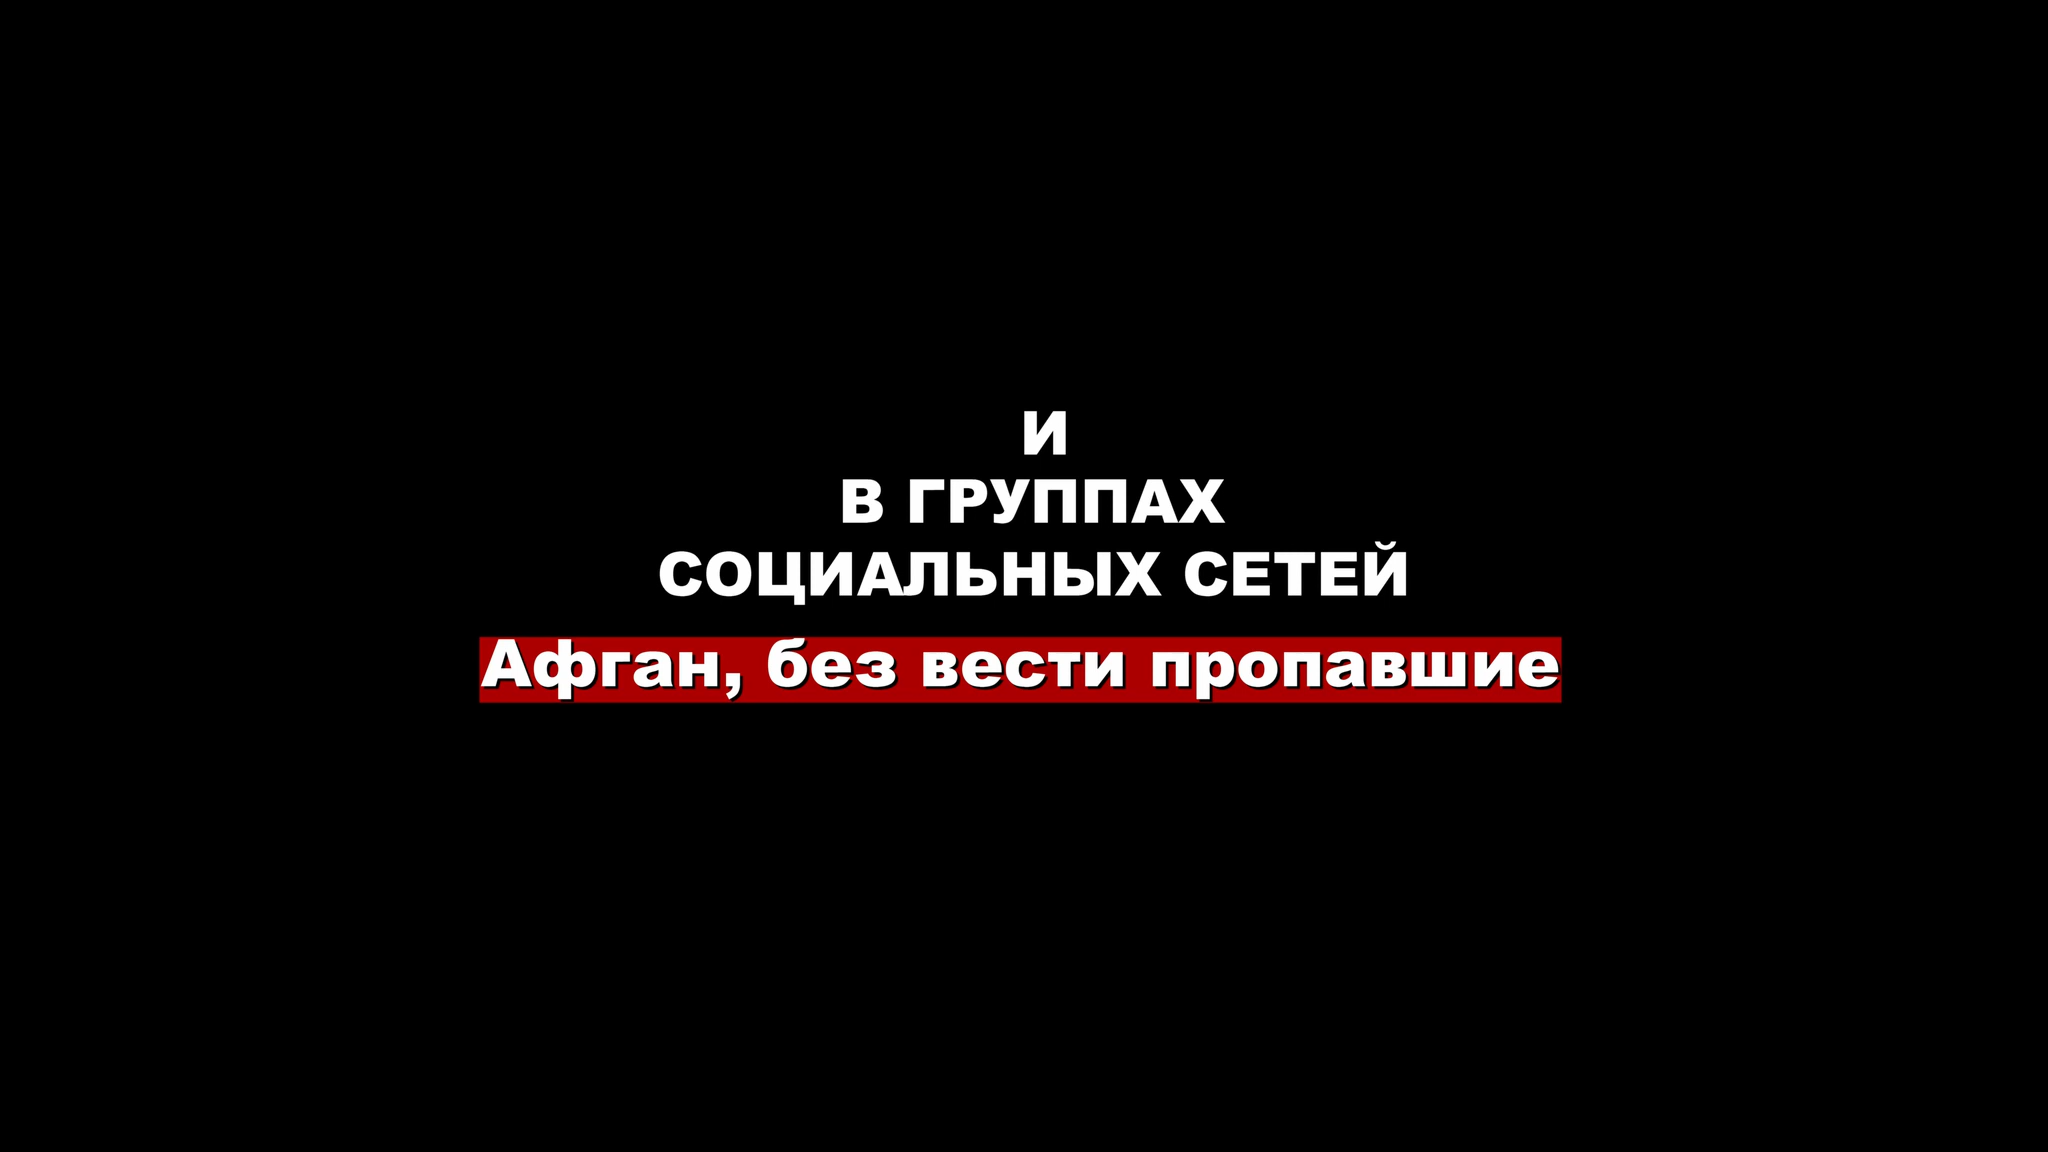 И
В ГРУППАХ
СОЦИАЛЬНЫХ СЕТЕЙ
Афган, без вести пропавшие